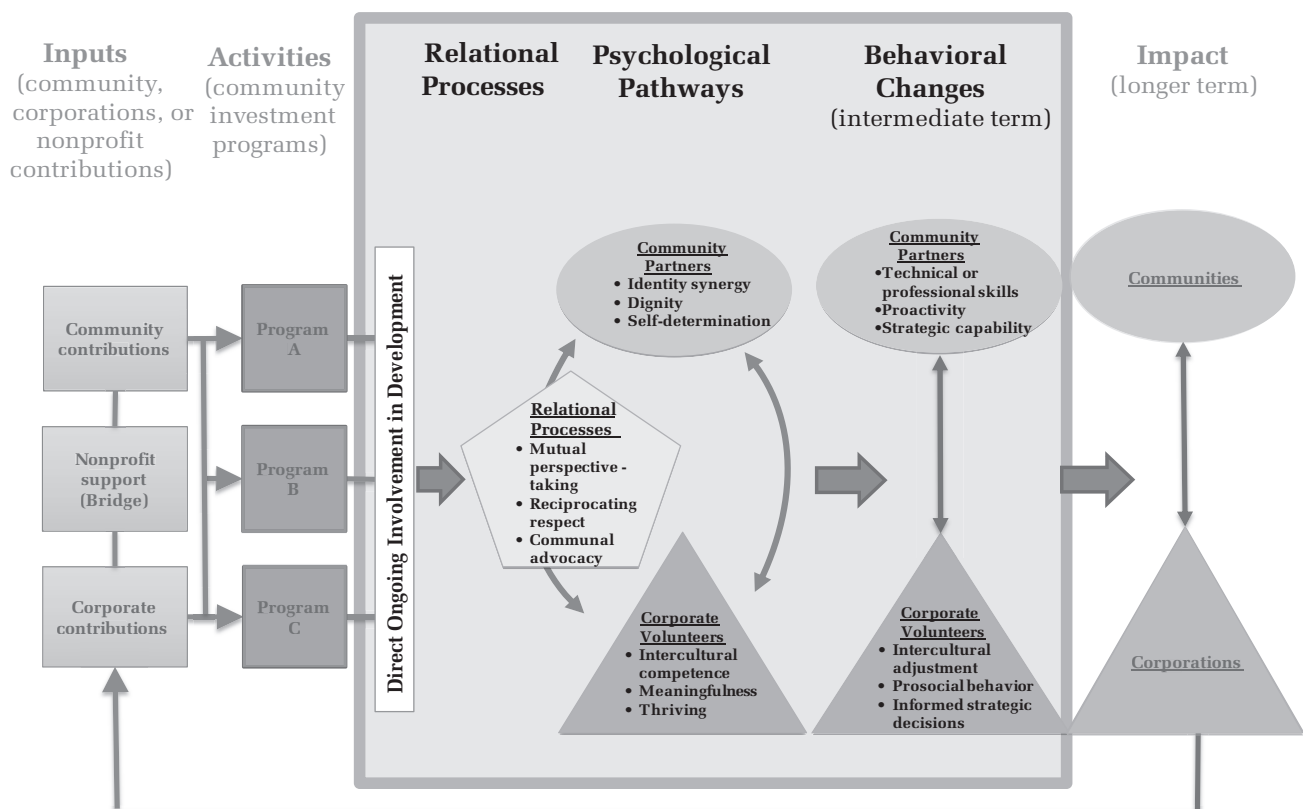 Inputs
(community,
corporations, or
nonprofit
contributions)
Activities
(community
investment
programs)
Relational
Processes
Psychological
Pathways
Behavioral
Changes
(intermediate term)
Impact
(longer term)
Community
contributions
Nonprofit
support
(Bridge)
Corporate
contributions
Program
A
Program
B
Program
C
Direct Ongoing Involvement in Development
Relational
Processes
• Mutual
perspective -
taking
• Reciprocating
respect
• Communal
advocacy
Community
Partners
• Identity synergy
• Dignity
• Self-determination
Corporate
Volunteers
• Intercultural
competence
• Meaningfulness
• Thriving
Community
Partners
•Technical or
professional skills
•Proactivity
•Strategic capability
Corporate
Volunteers
• Intercultural
adjustment
• Prosocial behavior
• Informed strategic
decisions
Communities
Corporations